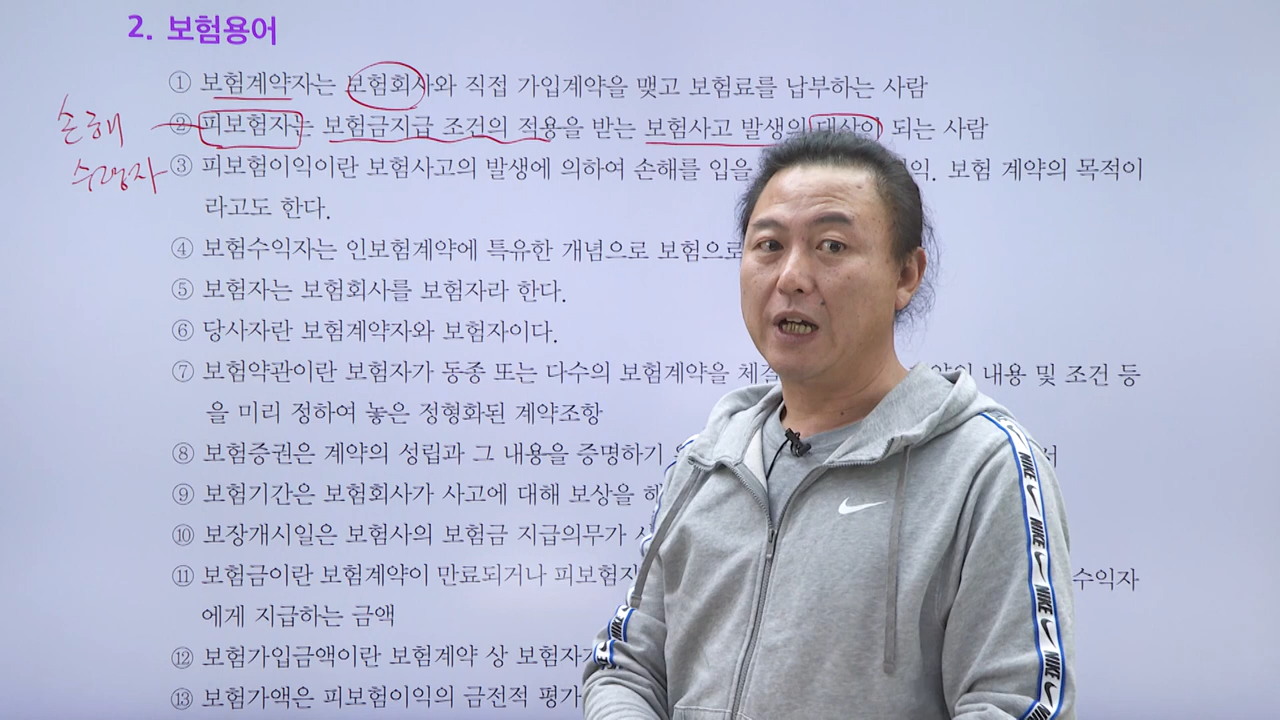 2. 보험용어
① 보험계약자는 보험회사와 직접 가입계약을 맺고 보험료를 납부하는 사람
손해
② 피보험자는 보험금지급 조건의 적용을 받는 보험사고 발생의 대상이 되는 사람
③ 피보험이익이란 보험사고의 발생에 의하여 손해를 입을 익. 보험 계약의 목적이
라고도 한다.
④ 보험수익자는 인보험계약에 특유한 개념으로 보험으로
⑤ 보험자는 보험회사를 보험자라 한다.
⑥ 당사자란 보험계약자와 보험자이다.
⑦ 보험약관이란 보험자가 동종 또는 다수의 보험계약을 체결 내용 및 조건 등
을 미리 정하여 놓은 정형화된 계약조항
⑧ 보험증권은 계약의 성립과 그 내용을 증명하기 서
⑨ 보험기간은 보험회사가 사고에 대해 보상을 해
⑩ 보장개시일은 보험사의 보험금 지급의무가
⑪ 보험금이란 보험계약이 만료되거나 피보험자 수익자
에게 지급하는 금액
⑫ 보험가입금액이란 보험계약 상 보험자가
⑬ 보험가액은 피보험이익의 금전적 평가
NIKE
NIKE
NIKE
NIKE
NIKE